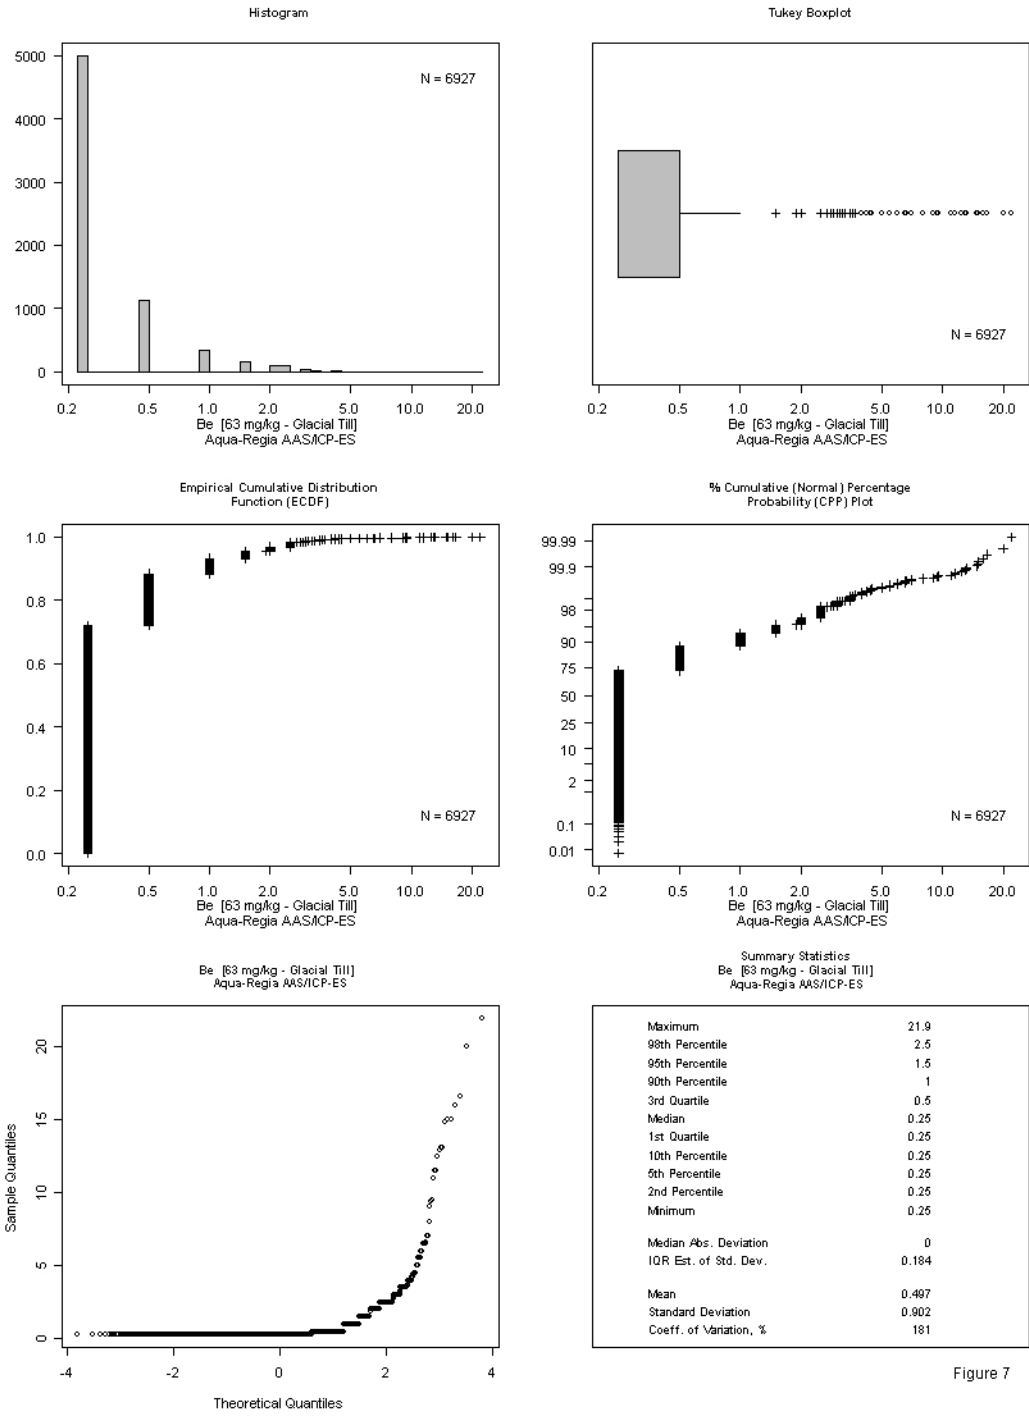 Histogram
5000
4000
3000
2000
1000
0
N = 6927
0.2 0.5 1.0 2.0 5.0 10.0 20.0
Be [63 mg/kg - Glacial Till]
Aqua-Regia AAS/ICP-ES
Tukey Boxplot
N = 6927
0.2 0.5 1.0 2.0 5.0 10.0 20.0
Be [63 mg/kg - Glacial Till]
Aqua-Regia AAS/ICP-ES
Empirical Cumulative Distribution
Function (ECDF)
1.0
0.8
0.6
0.4
0.2
0.0
N = 6927
0.2 0.5 1.0 2.0 5.0 10.0 20.0
Be [63 mg/kg - Glacial Till]
Aqua-Regia AAS/ICP-ES
% Cumulative (Normal) Percentage
Probability (CPP) Plot
99.99
99.9
98
90
75
50
25
10
2
0.1
0.01
N = 6927
0.2 0.5 1.0 2.0 5.0 10.0 20.0
Be [63 mg/kg - Glacial Till]
Aqua-Regia AAS/ICP-ES
Be [63 mg/kg - Glacial Till]
Aqua-Regia AAS/ICP-ES
Sample Quantiles
20
15
10
5
0
-4 -2 0 2 4
Theoretical Quantiles
Summary Statistics
Be [63 mg/kg - Glacial Till]
Aqua-Regia AAS/ICP-ES
Maximum 21.9
98th Percentile 2.5
95th Percentile 1.5
90th Percentile 1
3rd Quartile 0.5
Median 0.25
1st Quartile 0.25
10th Percentile 0.25
5th Percentile 0.25
2nd Percentile 0.25
Minimum 0.25
Median Abs. Deviation 0
IQR Est. of Std. Dev. 0.184
Mean 0.497
Standard Deviation 0.902
Coeff. of Variation, % 181
Figure 7